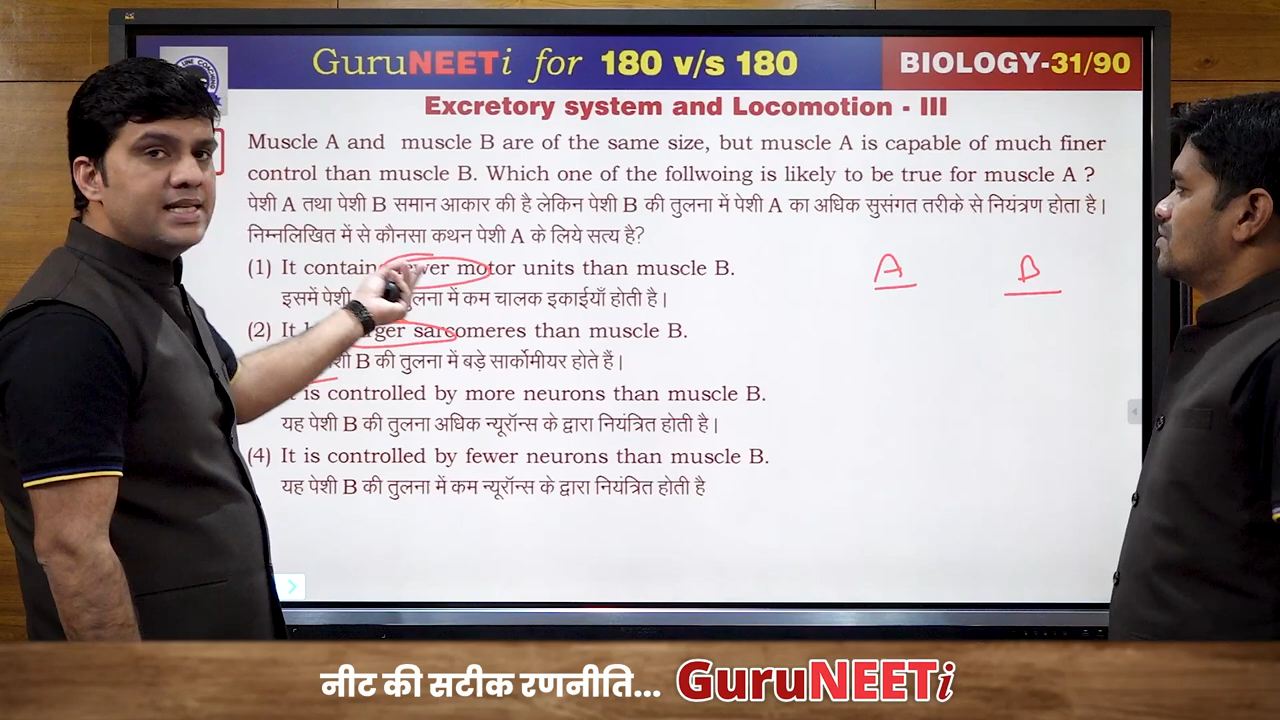 LINE COACHING
GuruNEETi for 180 v/s 180
BIOLOGY-31/90
Excretory system and Locomotion - III
Muscle A and muscle B are of the same size, but muscle A is capable of much finer
control than muscle B. Which one of the follwoing is likely to be true for muscle A ?
पेशी A तथा पेशी B समान आकार की है लेकिन पेशी B की तुलना में पेशी A का अधिक सुसंगत तरीके से नियंत्रण होता है।
निम्नलिखित में से कौनसा कथन पेशी A के लिये सत्य है?
(1) It contain motor units than muscle B.
A B
इसमें पेशी तुलना में कम चालक इकाईयाँ होती है।
(2) It sarcomeres than muscle B.
B की तुलना में बड़े सार्कोमीयर होते हैं।
is controlled by more neurons than muscle B.
यह पेशी B की तुलना अधिक न्यूरॉन्स के द्वारा नियंत्रित होती है।
(4) It is controlled by fewer neurons than muscle B.
यह पेशी B की तुलना में कम न्यूरॉन्स के द्वारा नियंत्रित होती है
नीट की सटीक रणनीति... GuruNEETi